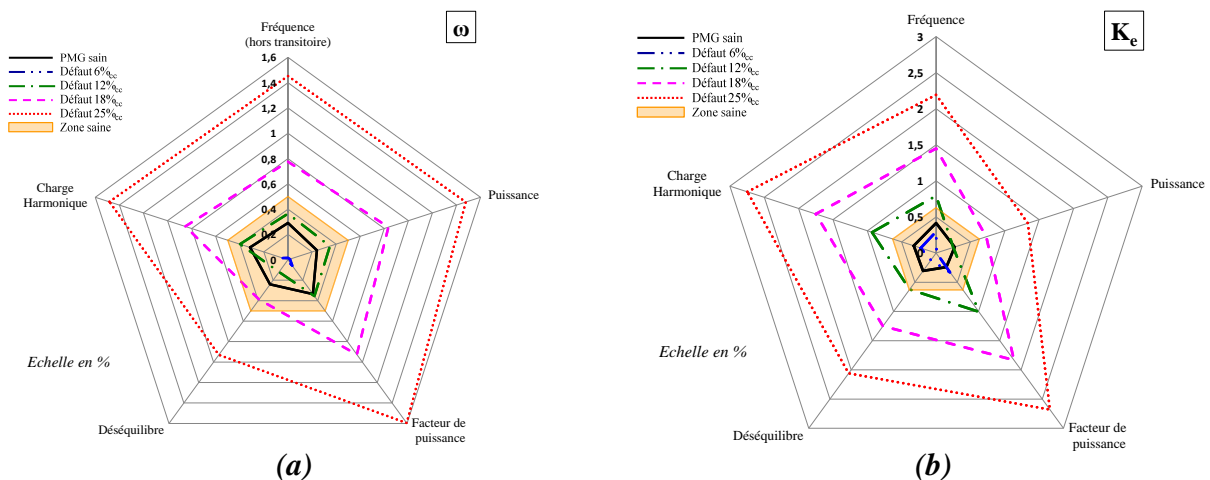 Fréquence
(hors transitoire)
ω
PMG sain
Défaut 6%cc
Défaut 12%cc
Défaut 18%cc
Défaut 25%cc
Zone saine
1,6
1,4
1,2
1
0,8
0,6
0,4
0,2
0
Charge
Harmonique
Puissance
Echelle en %
Déséquilibre
Facteur de
puissance
(a)
Fréquence
Ke
PMG sain
Défaut 6%cc
Défaut 12%cc
Défaut 18%cc
Défaut 25%cc
Zone saine
3
2,5
2
1,5
1
0,5
0
Charge
Harmonique
Puissance
Echelle en %
Déséquilibre
Facteur de
puissance
(b)